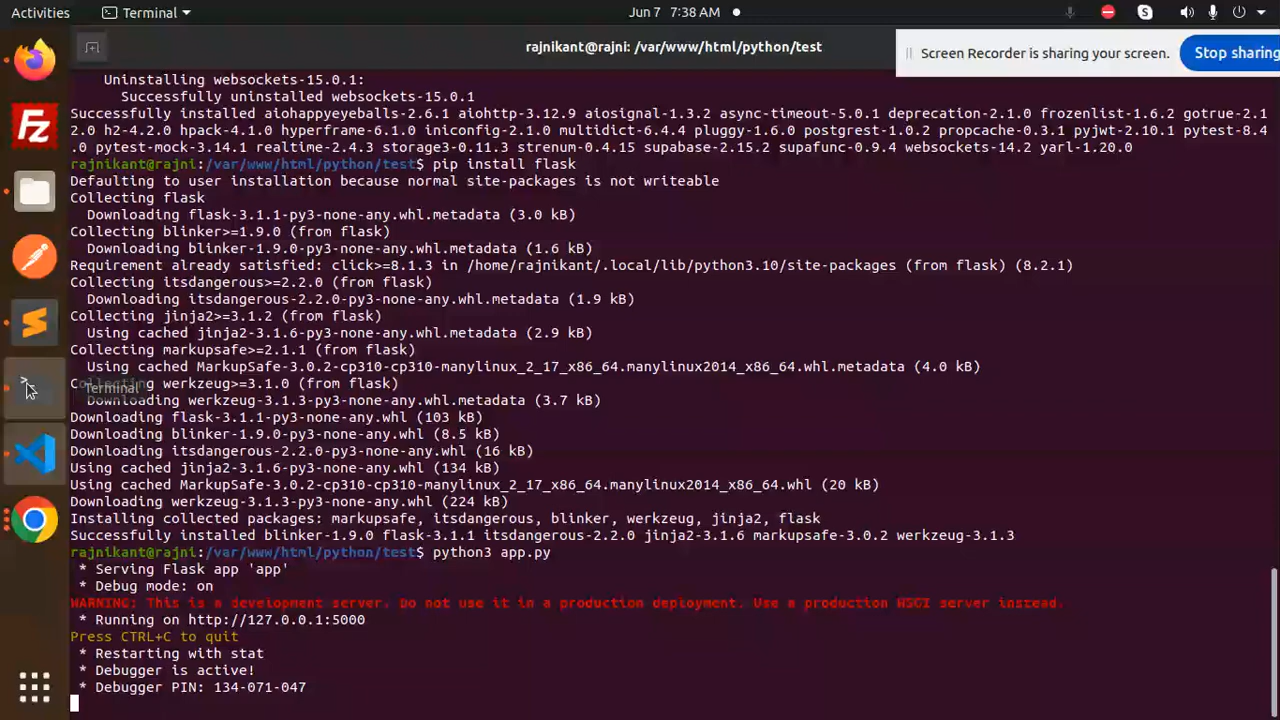 Activities
Terminal
Jun 7 7:38 AM
rajnikant@rajni: /var/www/html/python/test
Screen Recorder is sharing your screen.
Stop sharing
Uninstalling websockets-15.0.1:
Successfully uninstalled websockets-15.0.1
Successfully installed aiohappyeyeballs-2.6.1 aiohttp-3.12.9 aiosignal-1.3.2 async-timeout-5.0.1 deprecation-2.1.0 frozenlist-1.6.2 gotrue-2.1
2.0 h2-4.2.0 hpack-4.1.0 hyperframe-6.1.0 iniconfig-2.1.0 multidict-6.4.4 pluggy-1.6.0 postgrest-1.0.2 propcache-0.3.1 pyjwt-2.10.1 pytest-8.4
.0 pytest-mock-3.14.1 realtime-2.4.3 storage3-0.11.3 strenum-0.4.15 supabase-2.15.2 supafunc-0.9.4 websockets-14.2 yarl-1.20.0
rajnikant@rajni:/var/www/html/python/test$ pip install flask
Defaulting to user installation because normal site-packages is not writeable
Collecting flask
Downloading flask-3.1.1-py3-none-any.whl.metadata (3.0 kB)
Collecting blinker>=1.9.0 (from flask)
Downloading blinker-1.9.0-py3-none-any.whl.metadata (1.6 kB)
Requirement already satisfied: click>=8.1.3 in /home/rajnikant/.local/lib/python3.10/site-packages (from flask) (8.2.1)
Collecting itsdangerous>=2.2.0 (from flask)
Downloading itsdangerous-2.2.0-py3-none-any.whl.metadata (1.9 kB)
Collecting jinja2>=3.1.2 (from flask)
Using cached jinja2-3.1.6-py3-none-any.whl.metadata (2.9 kB)
Collecting markupsafe>=2.1.1 (from flask)
Using cached MarkupSafe-3.0.2-cp310-cp310-manylinux_2_17_x86_64.manylinux2014_x86_64.whl.metadata (4.0 kB)
Collecting werkzeug>=3.1.0 (from flask)
Terminal
Downloading werkzeug-3.1.3-py3-none-any.whl.metadata (3.7 kB)
Downloading flask-3.1.1-py3-none-any.whl (103 kB)
Downloading blinker-1.9.0-py3-none-any.whl (8.5 kB)
Downloading itsdangerous-2.2.0-py3-none-any.whl (16 kB)
Using cached jinja2-3.1.6-py3-none-any.whl (134 kB)
Using cached MarkupSafe-3.0.2-cp310-cp310-manylinux_2_17_x86_64.manylinux2014_x86_64.whl (20 kB)
Downloading werkzeug-3.1.3-py3-none-any.whl (224 kB)
Installing collected packages: markupsafe, itsdangerous, blinker, werkzeug, jinja2, flask
Successfully installed blinker-1.9.0 flask-3.1.1 itsdangerous-2.2.0 jinja2-3.1.6 markupsafe-3.0.2 werkzeug-3.1.3
rajnikant@rajni:/var/www/html/python/test$ python3 app.py
* Serving Flask app 'app'
* Debug mode: on
WARNING: This is a development server. Do not use it in a production deployment. Use a production WSGI server instead.
* Running on http://127.0.0.1:5000
Press CTRL+C to quit
* Restarting with stat
* Debugger is active!
* Debugger PIN: 134-071-047